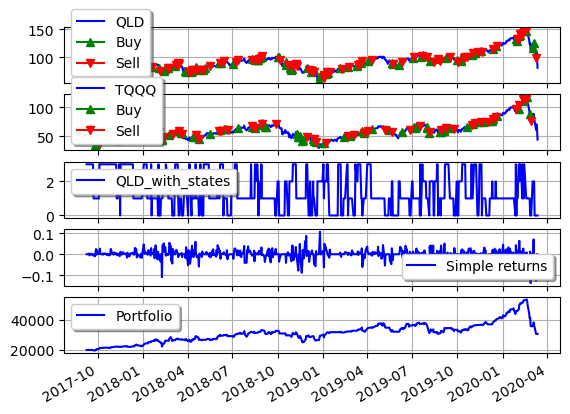 QLD
Buy
Sell
150
100
TQQQ
Buy
Sell
100
50
QLD_with_states
2
0
Simple returns
0.1
0.0
−0.1
Portfolio
40000
20000
2017-10
2018-01
2018-04
2018-07
2018-10
2019-01
2019-04
2019-07
2019-10
2020-01
2020-04